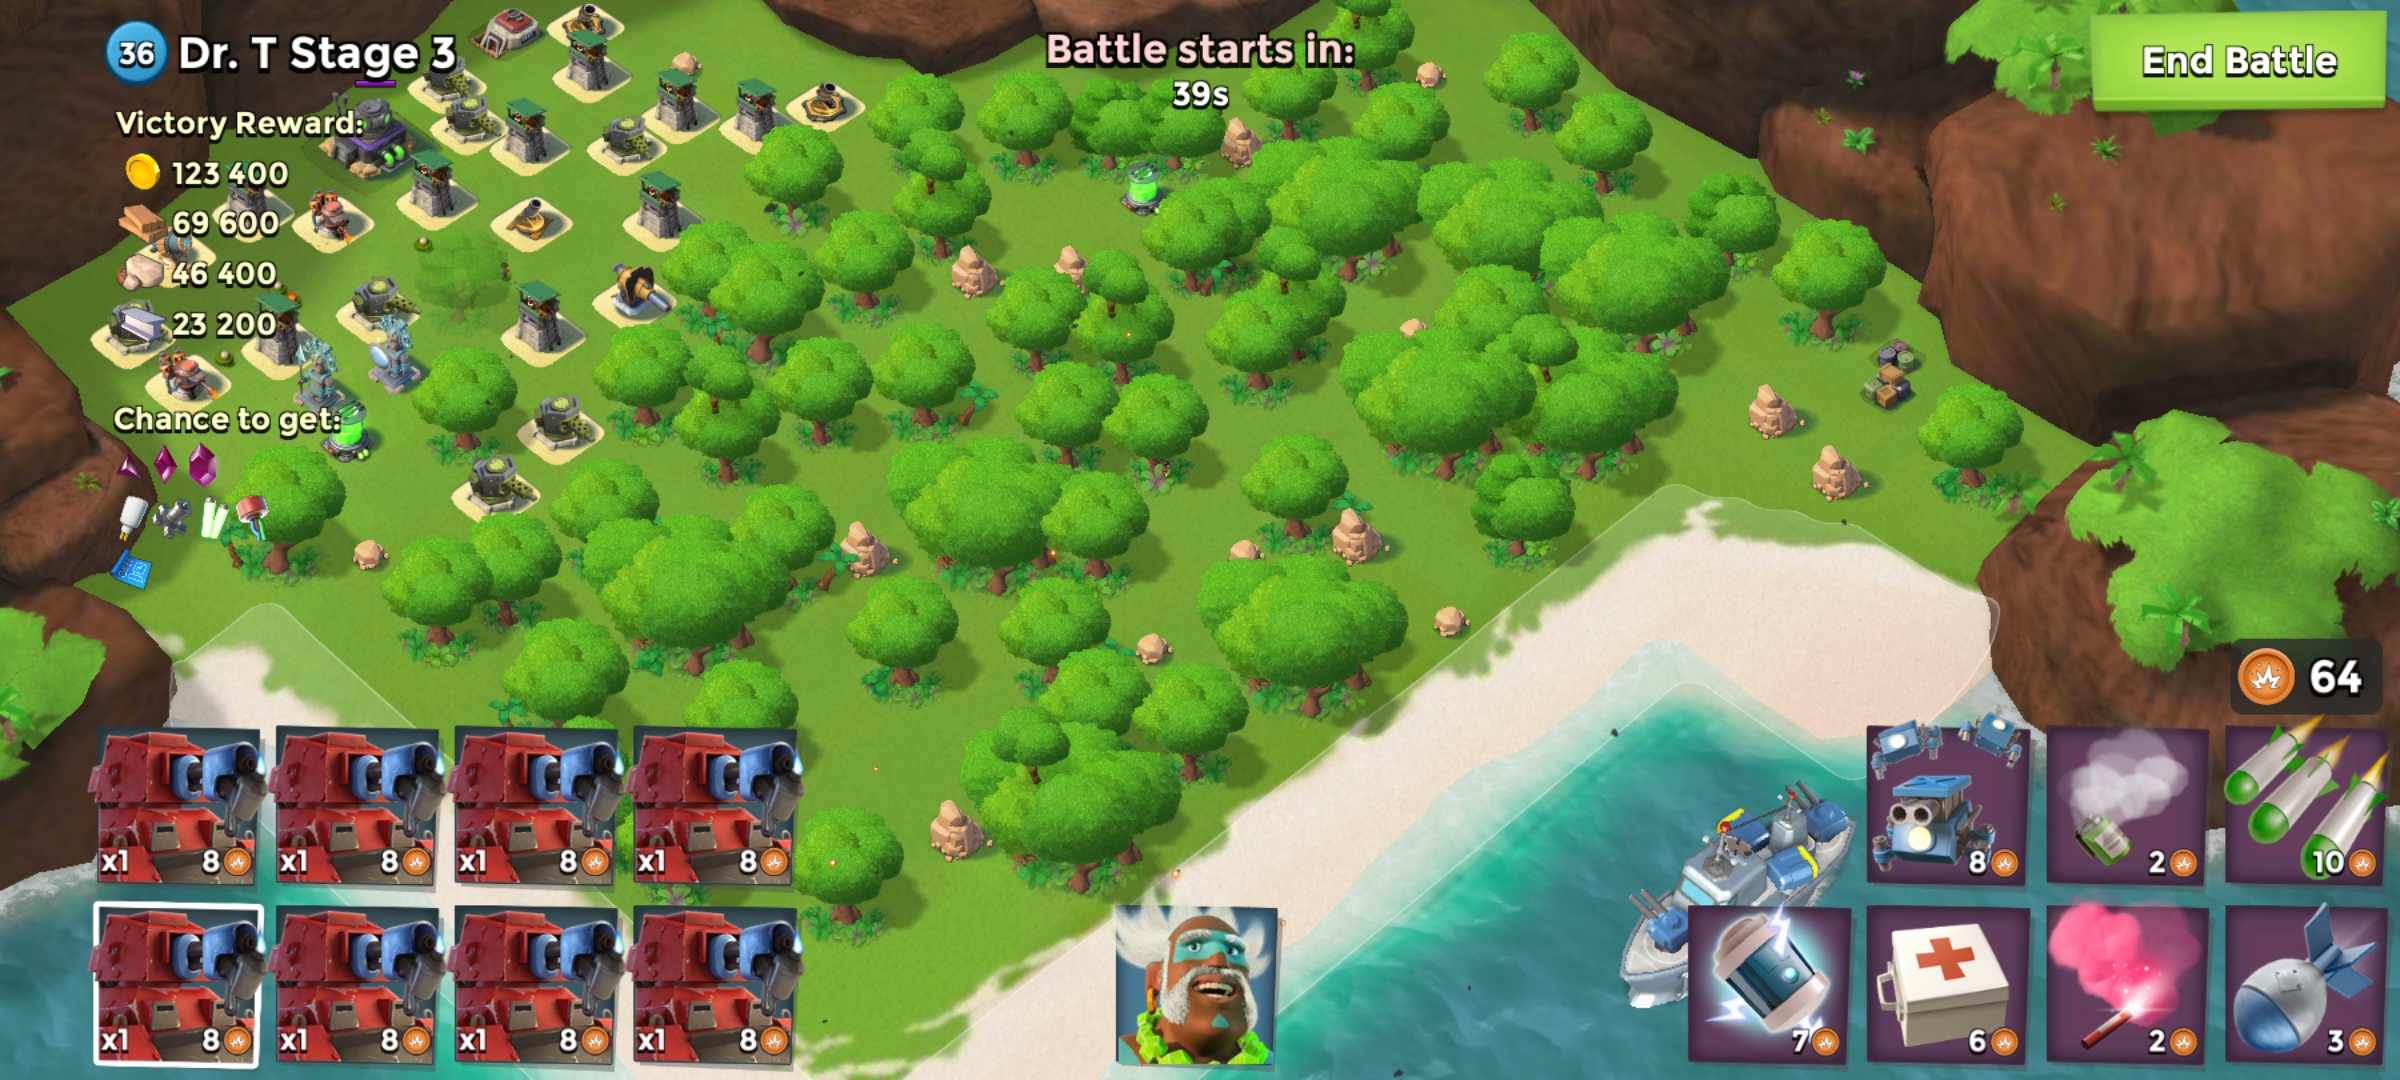 36 Dr. T Stage 3
Battle starts in:
39s
End Battle
Victory Reward:
123 400
69 600
46 400
23 200
Chance to get:
64
x1 8
x1 8
x1 8
x1 8
8
2
10
x1 8
x1 8
x1 8
x1 8
7
6
2
3